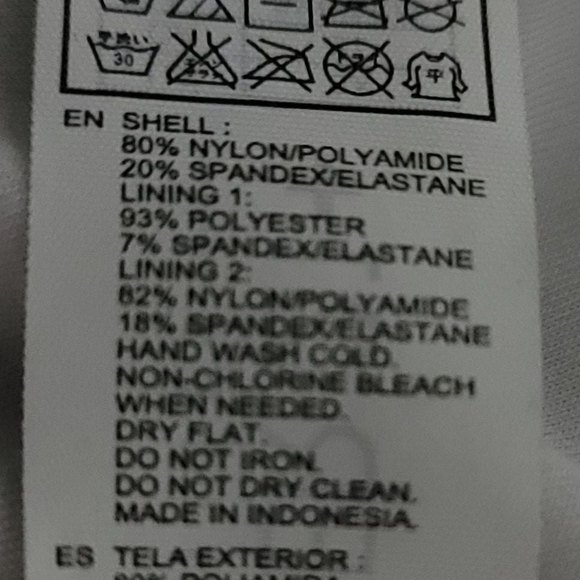 手洗い
30
平
EN SHELL:
80% NYLON/POLYAMIDE
20% SPANDEX/ELASTANE
LINING 1:
93% POLYESTER
7% SPANDEX/ELASTANE
LINING 2:
82% NYLON/POLYAMIDE
18% SPANDEX/ELASTANE
HAND WASH COLD.
NON-CHLORINE BLEACH
WHEN NEEDED.
DRY FLAT.
DO NOT IRON.
DO NOT DRY CLEAN.
MADE IN INDONESIA.
ES TELA EXTERIOR: